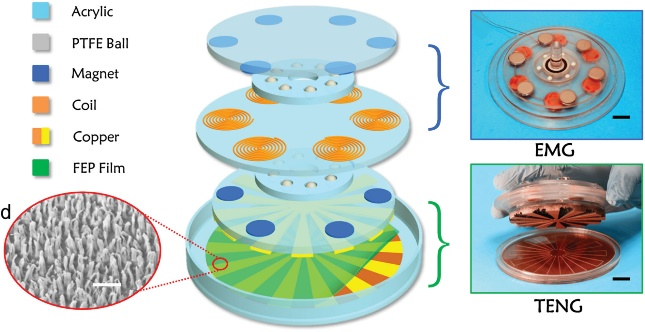 Acrylic
PTFE Ball
Magnet
Coil
Copper
FEP Film
d
EMG
TENG